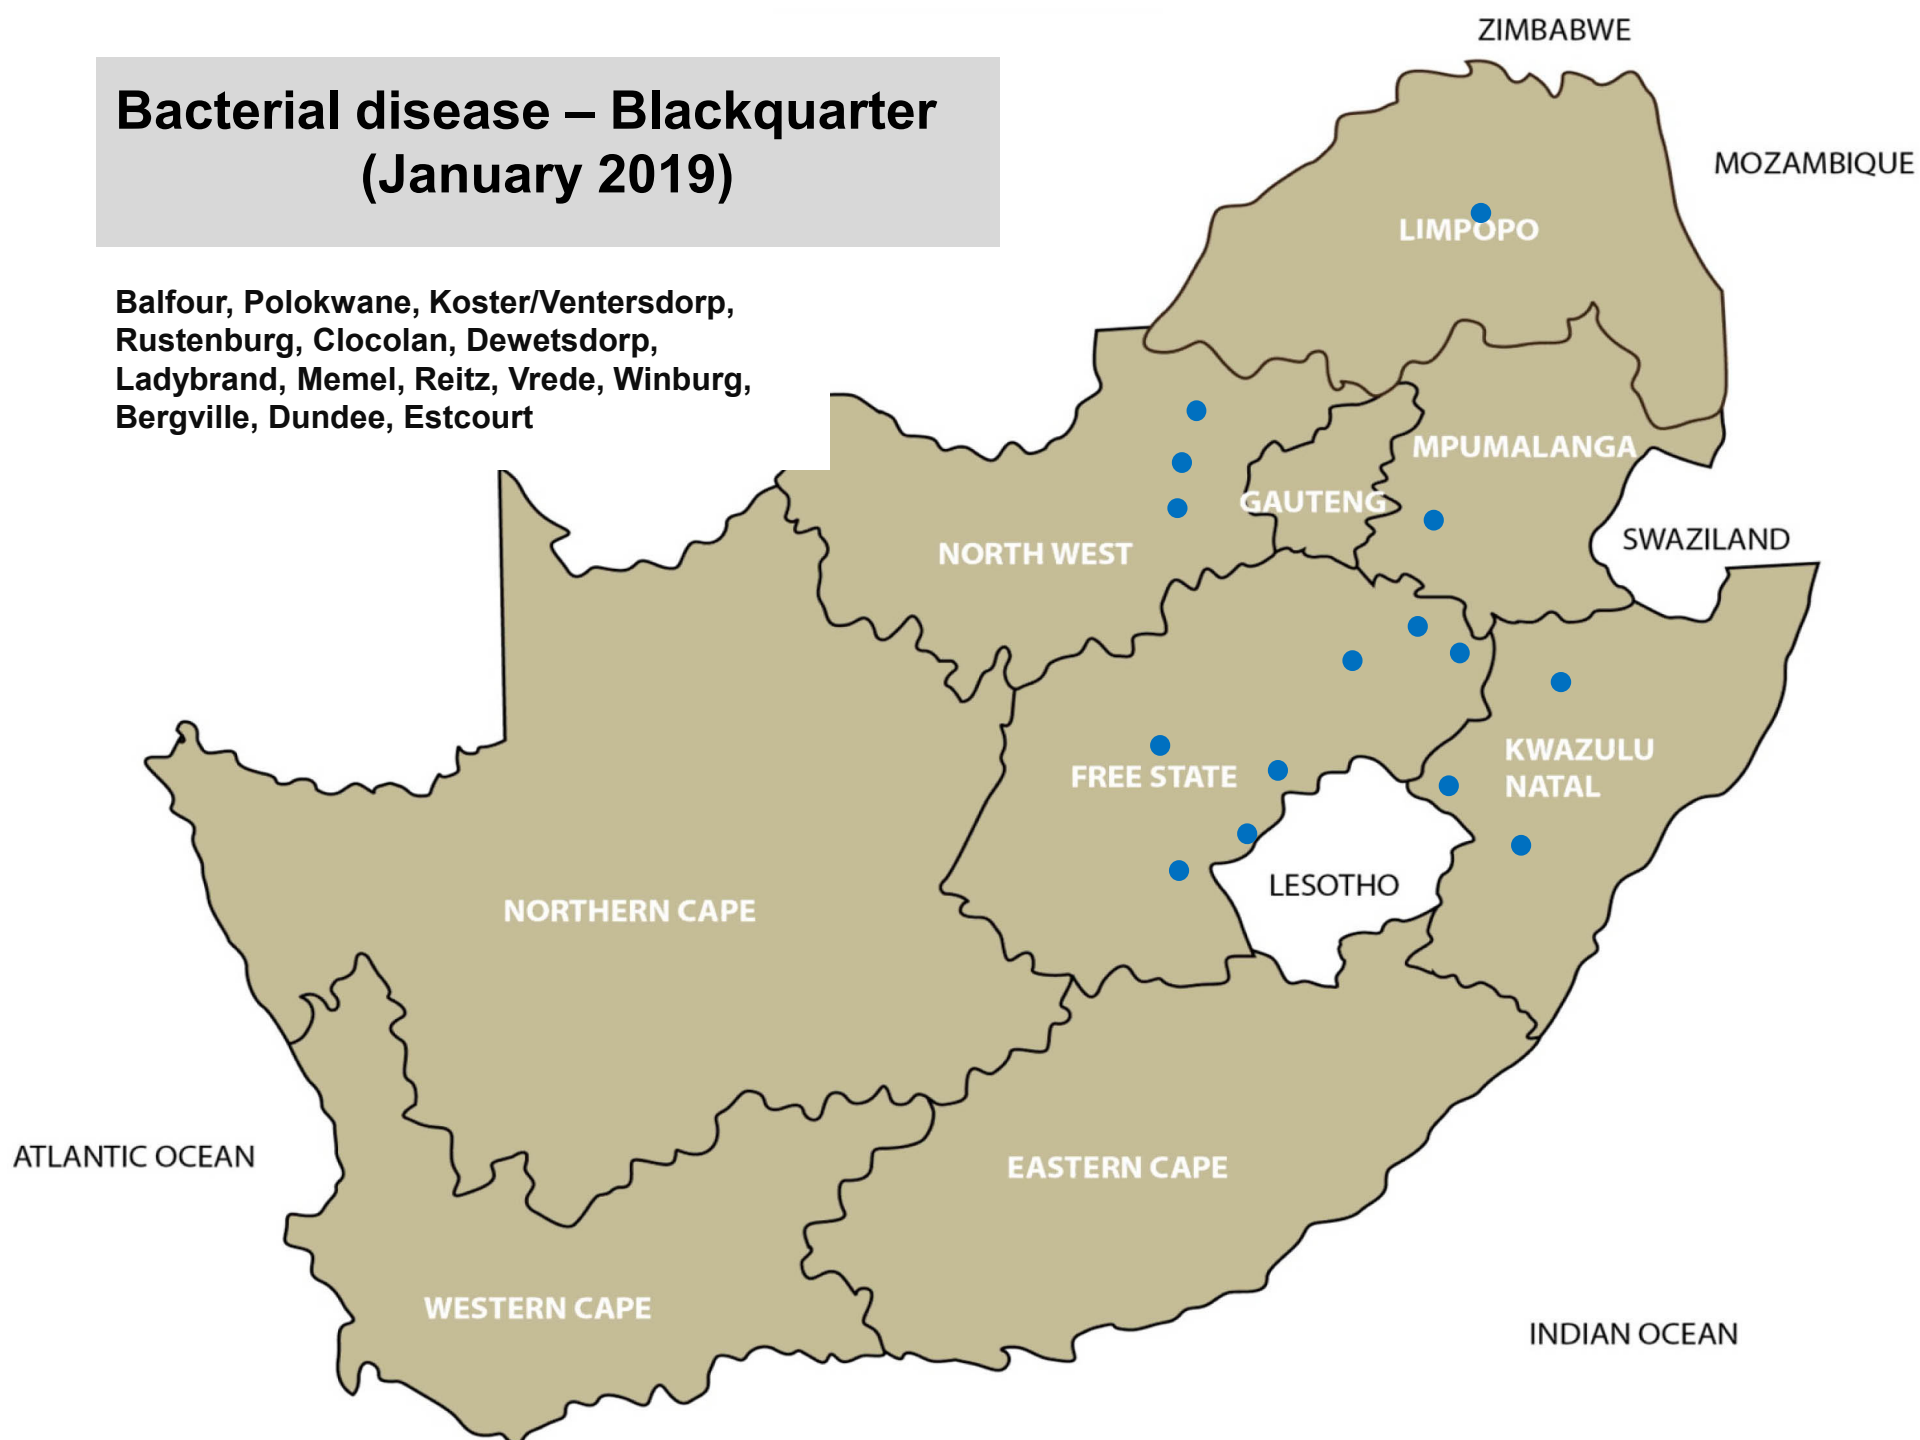 Bacterial disease – Blackquarter
(January 2019)
Balfour, Polokwane, Koster/Ventersdorp,
Rustenburg, Clocolan, Dewetsdorp,
Ladybrand, Memel, Reitz, Vrede, Winburg,
Bergville, Dundee, Estcourt
ZIMBABWE
MOZAMBIQUE
LIMPOPO
MPUMALANGA
GAUTENG
SWAZILAND
NORTH WEST
KWAZULU
NATAL
FREE STATE
LESOTHO
NORTHERN CAPE
ATLANTIC OCEAN
EASTERN CAPE
WESTERN CAPE
INDIAN OCEAN